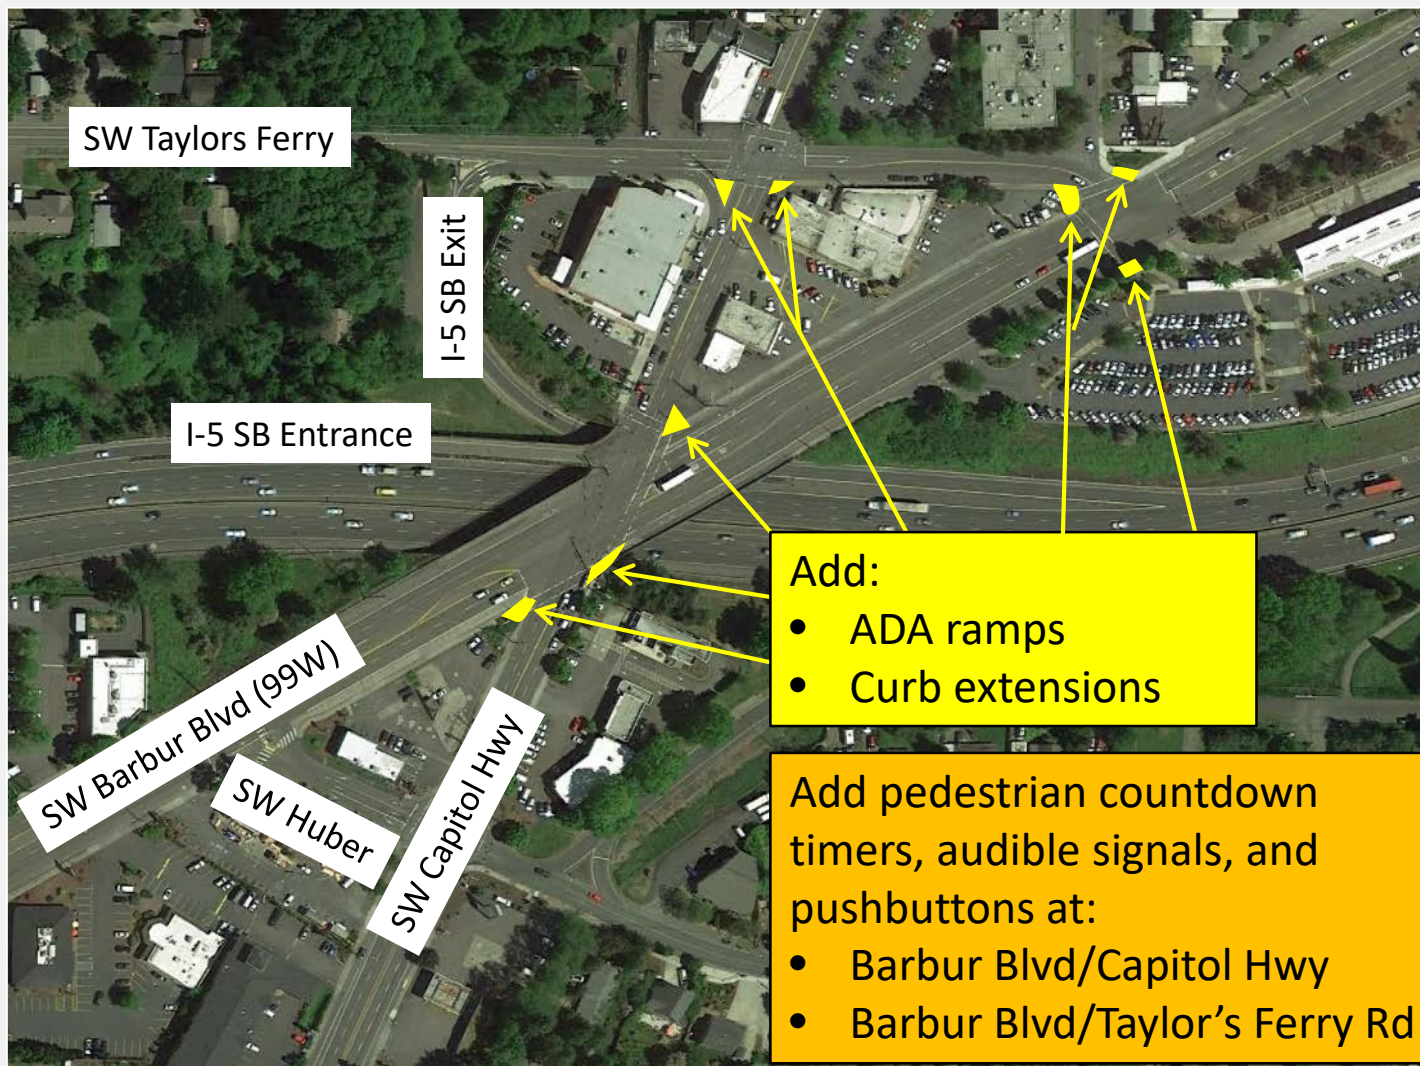 SW Taylors Ferry
I-5 SB Exit
I-5 SB Entrance
Add:
• ADA ramps
• Curb extensions
SW Barbur Blvd (99W)
SW Huber
SW Capitol Hwy
Add pedestrian countdown
timers, audible signals, and
pushbuttons at:
• Barbur Blvd/Capitol Hwy
• Barbur Blvd/Taylor’s Ferry Rd